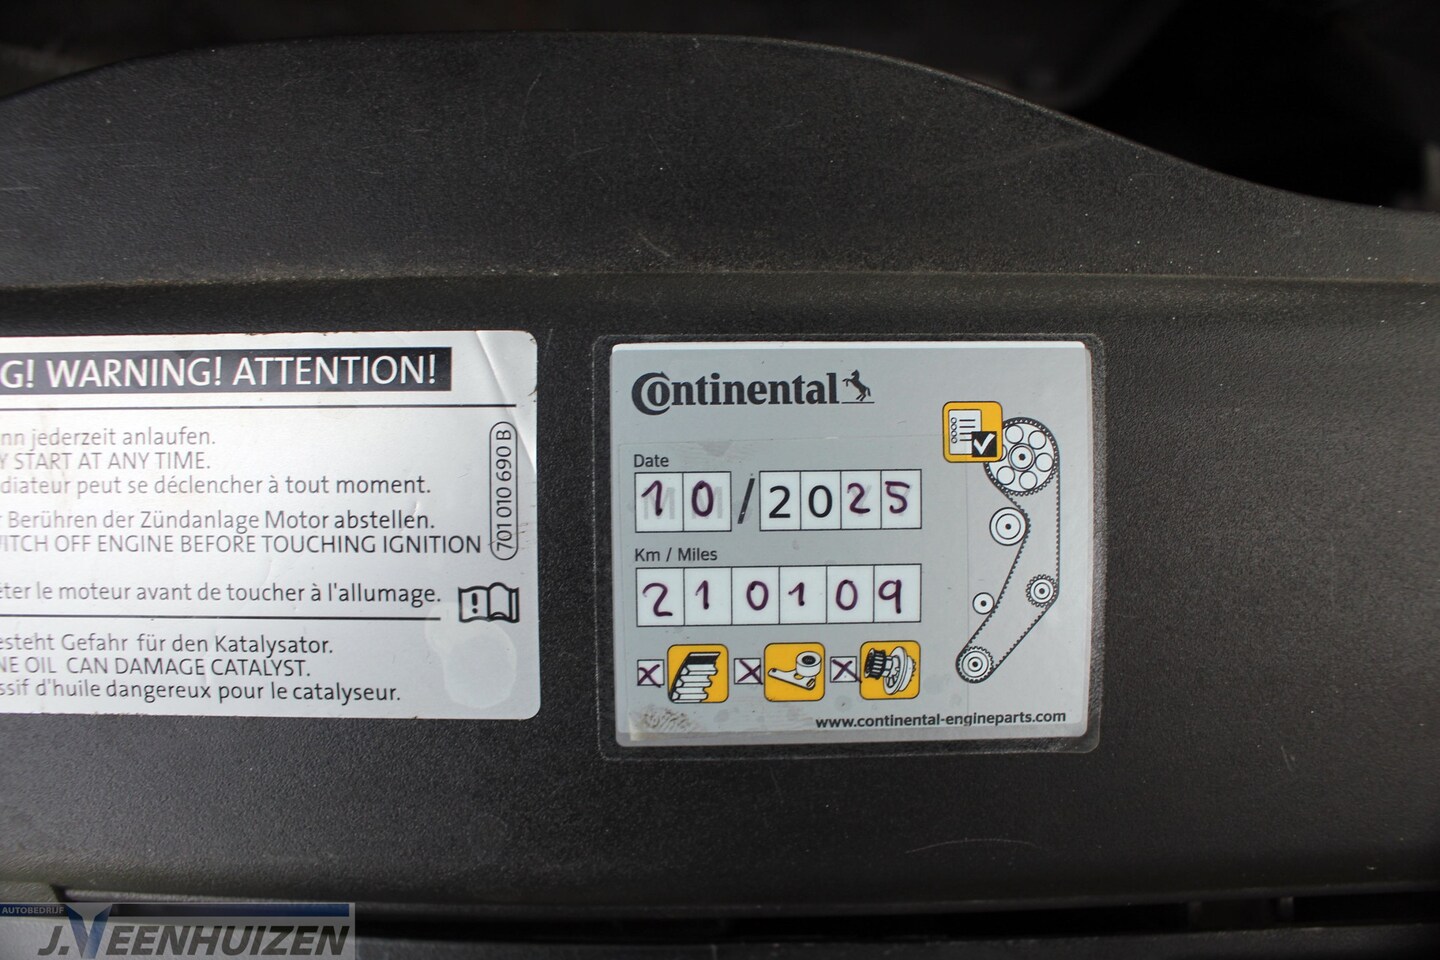 G! WARNING! ATTENTION!
nn jederzeit anlaufen.
Y START AT ANY TIME.
diateur peut se déclencher à tout moment.
Berühren der Zündanlage Motor abstellen.
ITCH OFF ENGINE BEFORE TOUCHING IGNITION
ter le moteur avant de toucher à l'allumage.
esteht Gefahr für den Katalysator.
NE OIL CAN DAMAGE CATALYST.
ssif d'huile dangereux pour le catalyseur.
701 010 690 B
Continental
Date
10/2025
Km / Miles
210109
X X X
www.continental-engineparts.com
AUTOBEDRIJF
J.VEENHUIZEN